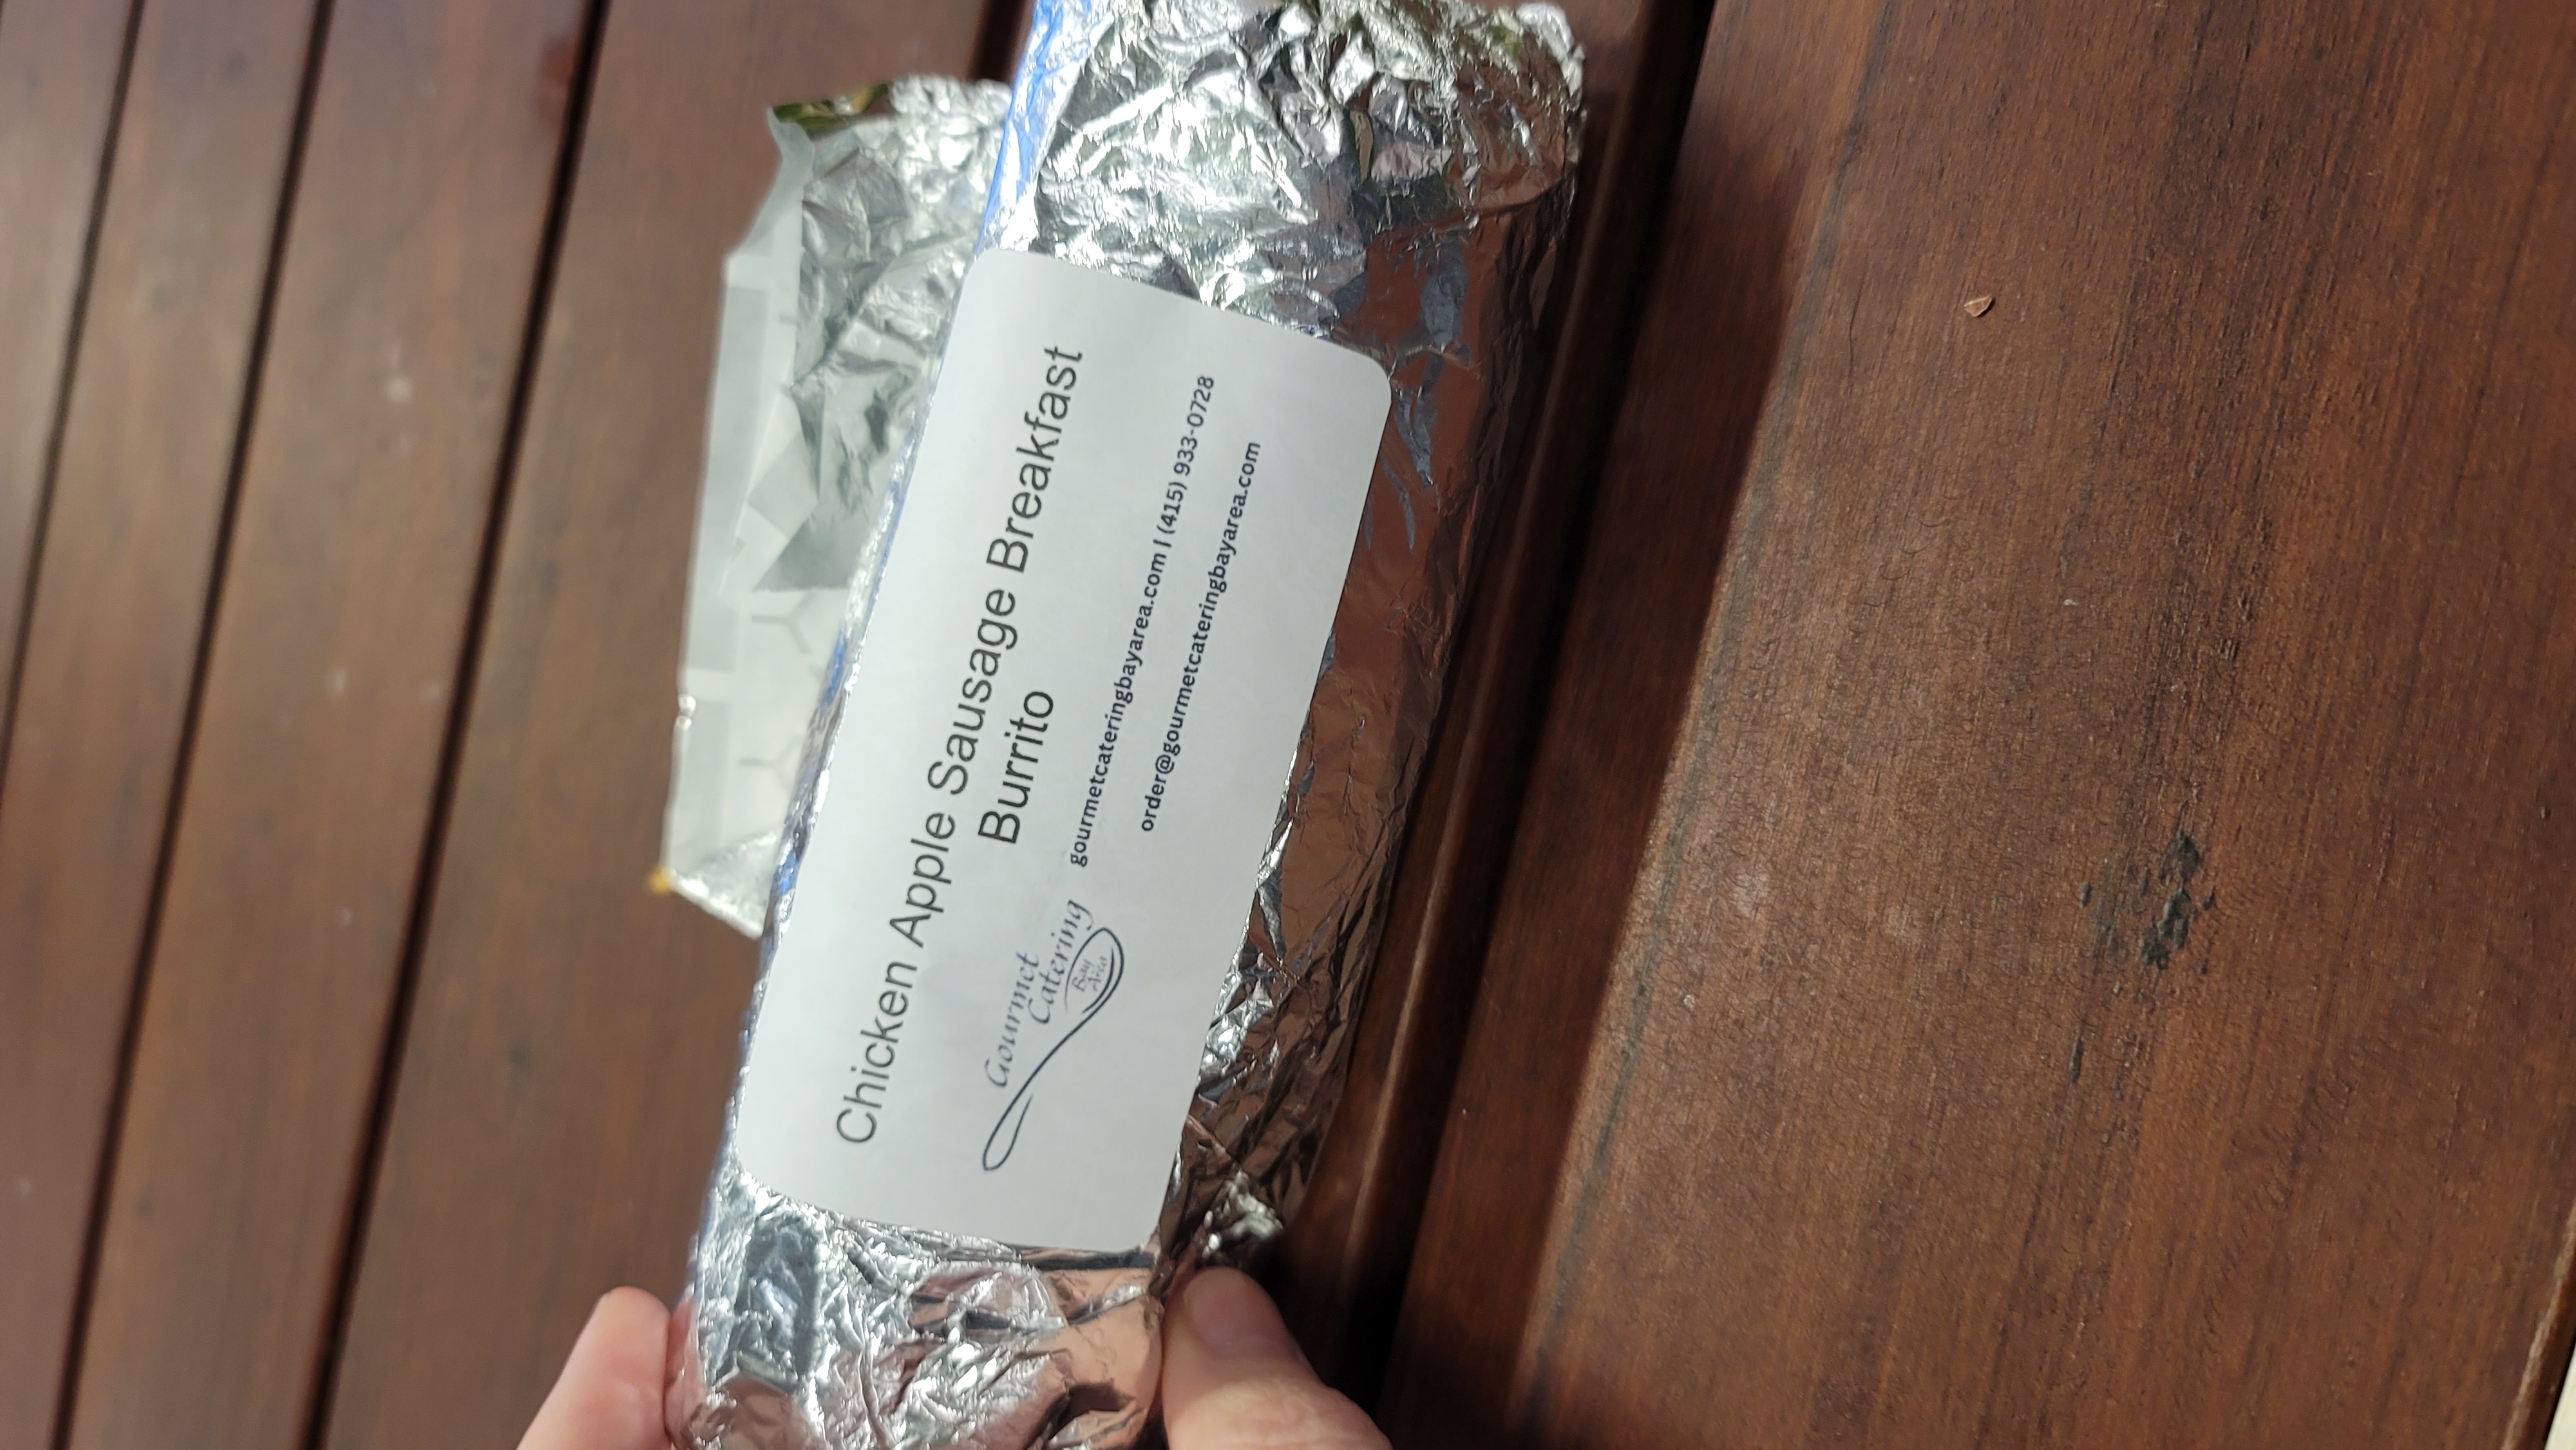 Chicken Apple Sausage Breakfast
Burrito
Gourmet
Catering
Bay
Area
gourmetcateringbayarea.com | (415) 933-0728
order@gourmetcateringbayarea.com